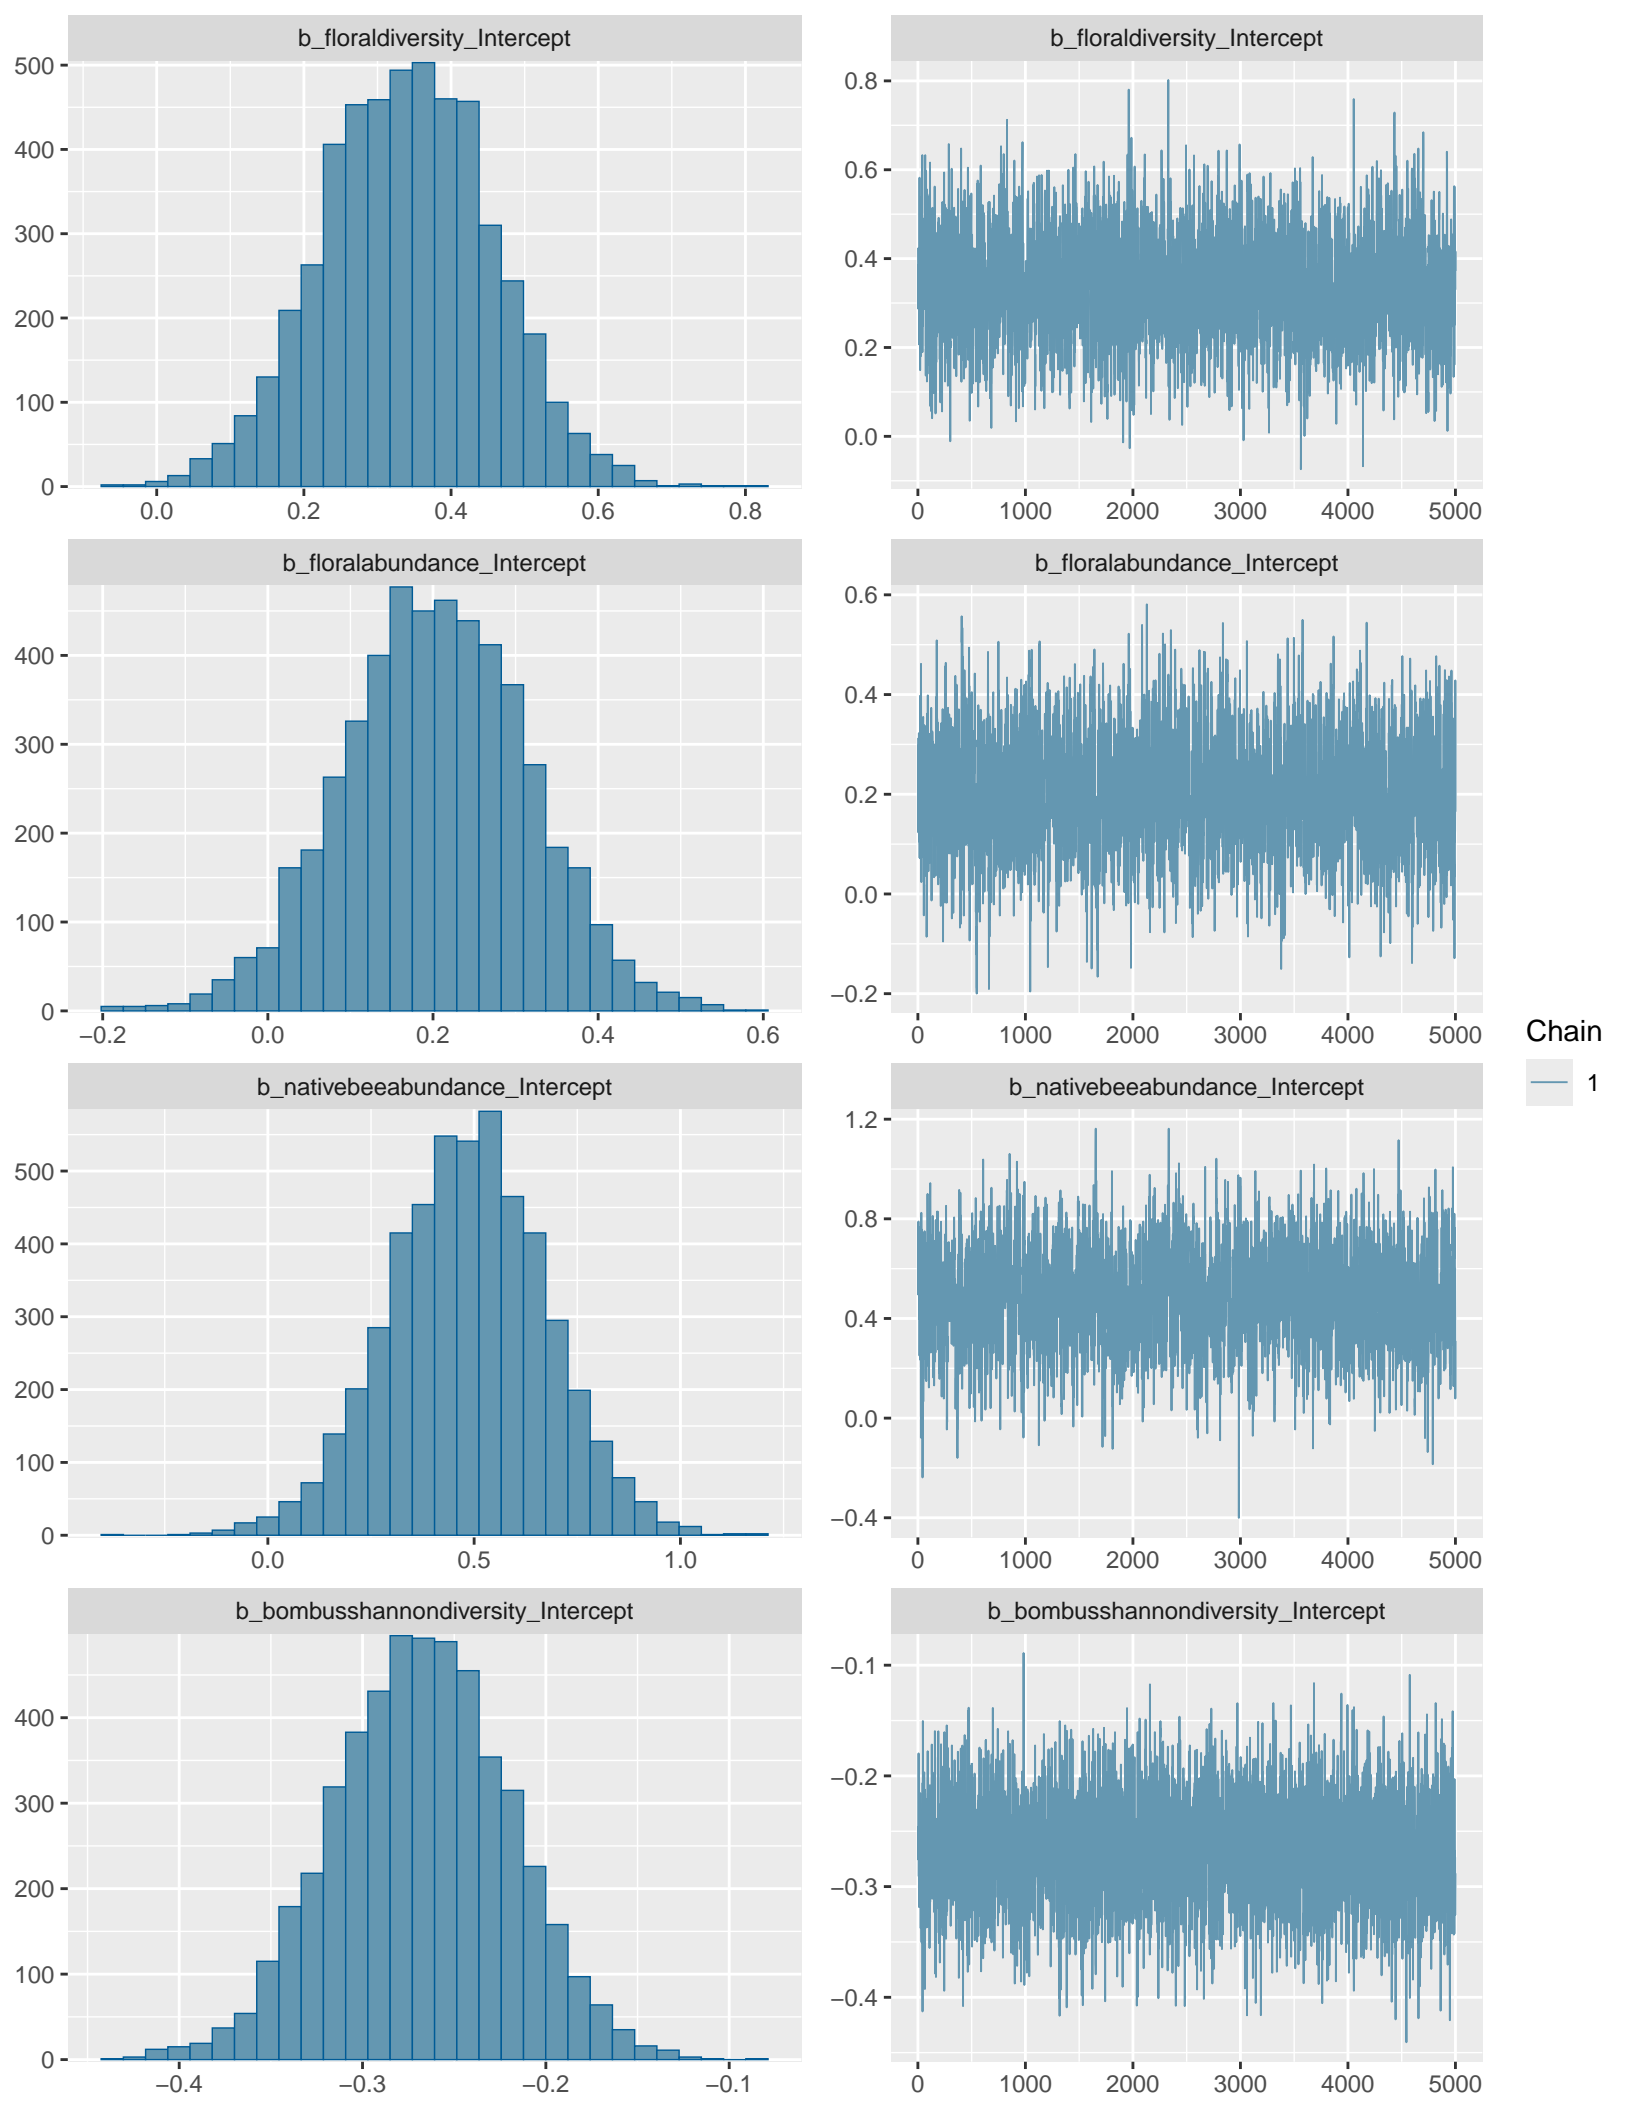 b_floraldiversity_Intercept
500
400
300
200
100
0
0.0 0.2 0.4 0.6 0.8
b_floraldiversity_Intercept
0.8
0.6
0.4
0.2
0.0
0 1000 2000 3000 4000 5000
b_floralabundance_Intercept
400
300
200
100
0
−0.2 0.0 0.2 0.4 0.6
b_floralabundance_Intercept
0.6
0.4
0.2
0.0
−0.2
0 1000 2000 3000 4000 5000
b_nativebeeabundance_Intercept
500
400
300
200
100
0
0.0 0.5 1.0
b_nativebeeabundance_Intercept
1.2
0.8
0.4
0.0
−0.4
0 1000 2000 3000 4000 5000
b_bombusshannondiversity_Intercept
400
300
200
100
0
−0.4 −0.3 −0.2 −0.1
b_bombusshannondiversity_Intercept
−0.1
−0.2
−0.3
−0.4
0 1000 2000 3000 4000 5000
Chain
1